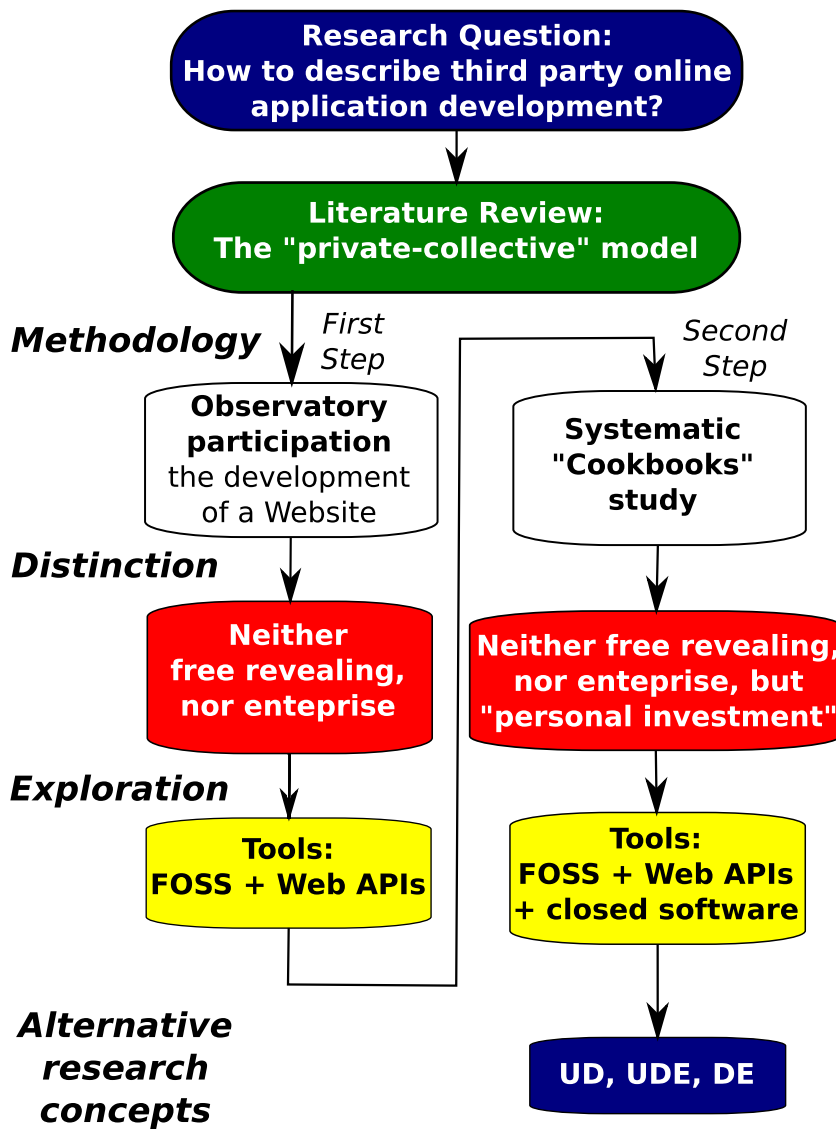 Research Question:
How to describe third party online
application development?
Literature Review:
The "private-collective" model
Methodology
First
Step
Observatory
participation
the development
of a Website
Distinction
Neither
free revealing,
nor enteprise
Exploration
Tools:
FOSS + Web APIs
Second
Step
Systematic
"Cookbooks"
study
Neither free revealing,
nor enteprise, but
"personal investment"
Tools:
FOSS + Web APIs
+ closed software
Alternative
research
concepts
UD, UDE, DE